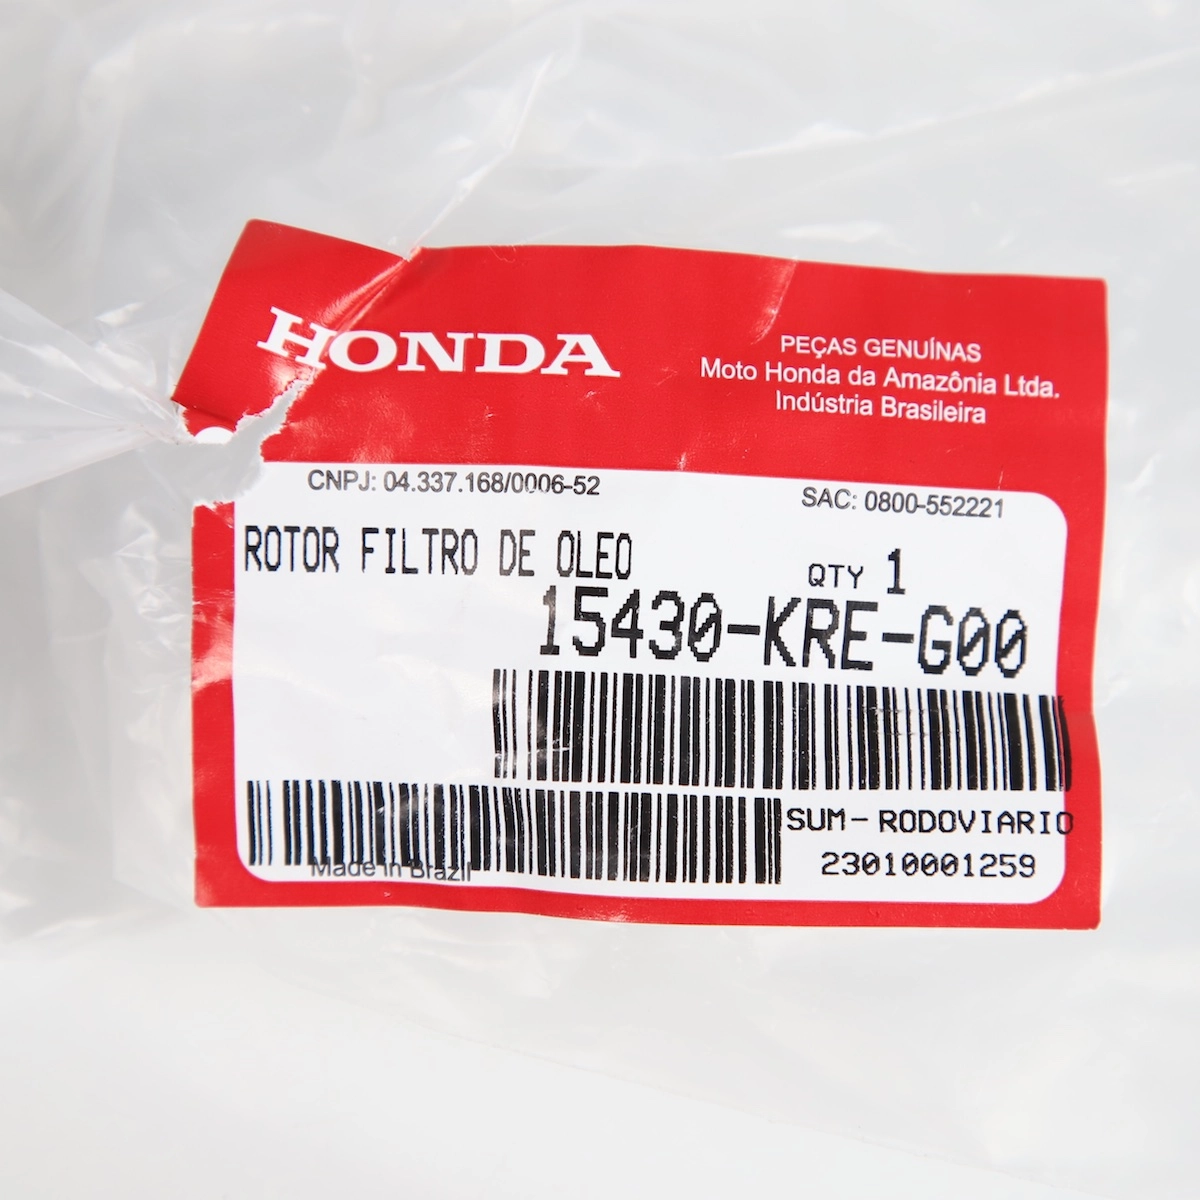 HONDA
PEÇAS GENUÍNAS
Moto Honda da Amazônia Ltda.
Indústria Brasileira
CNPJ: 04.337.168/0006-52
SAC: 0800-552221
ROTOR FILTRO DE OLEO
QTY 1
15430-KRE-G00
SUM-RODOVIARIO
23010001259
Made in Brazil